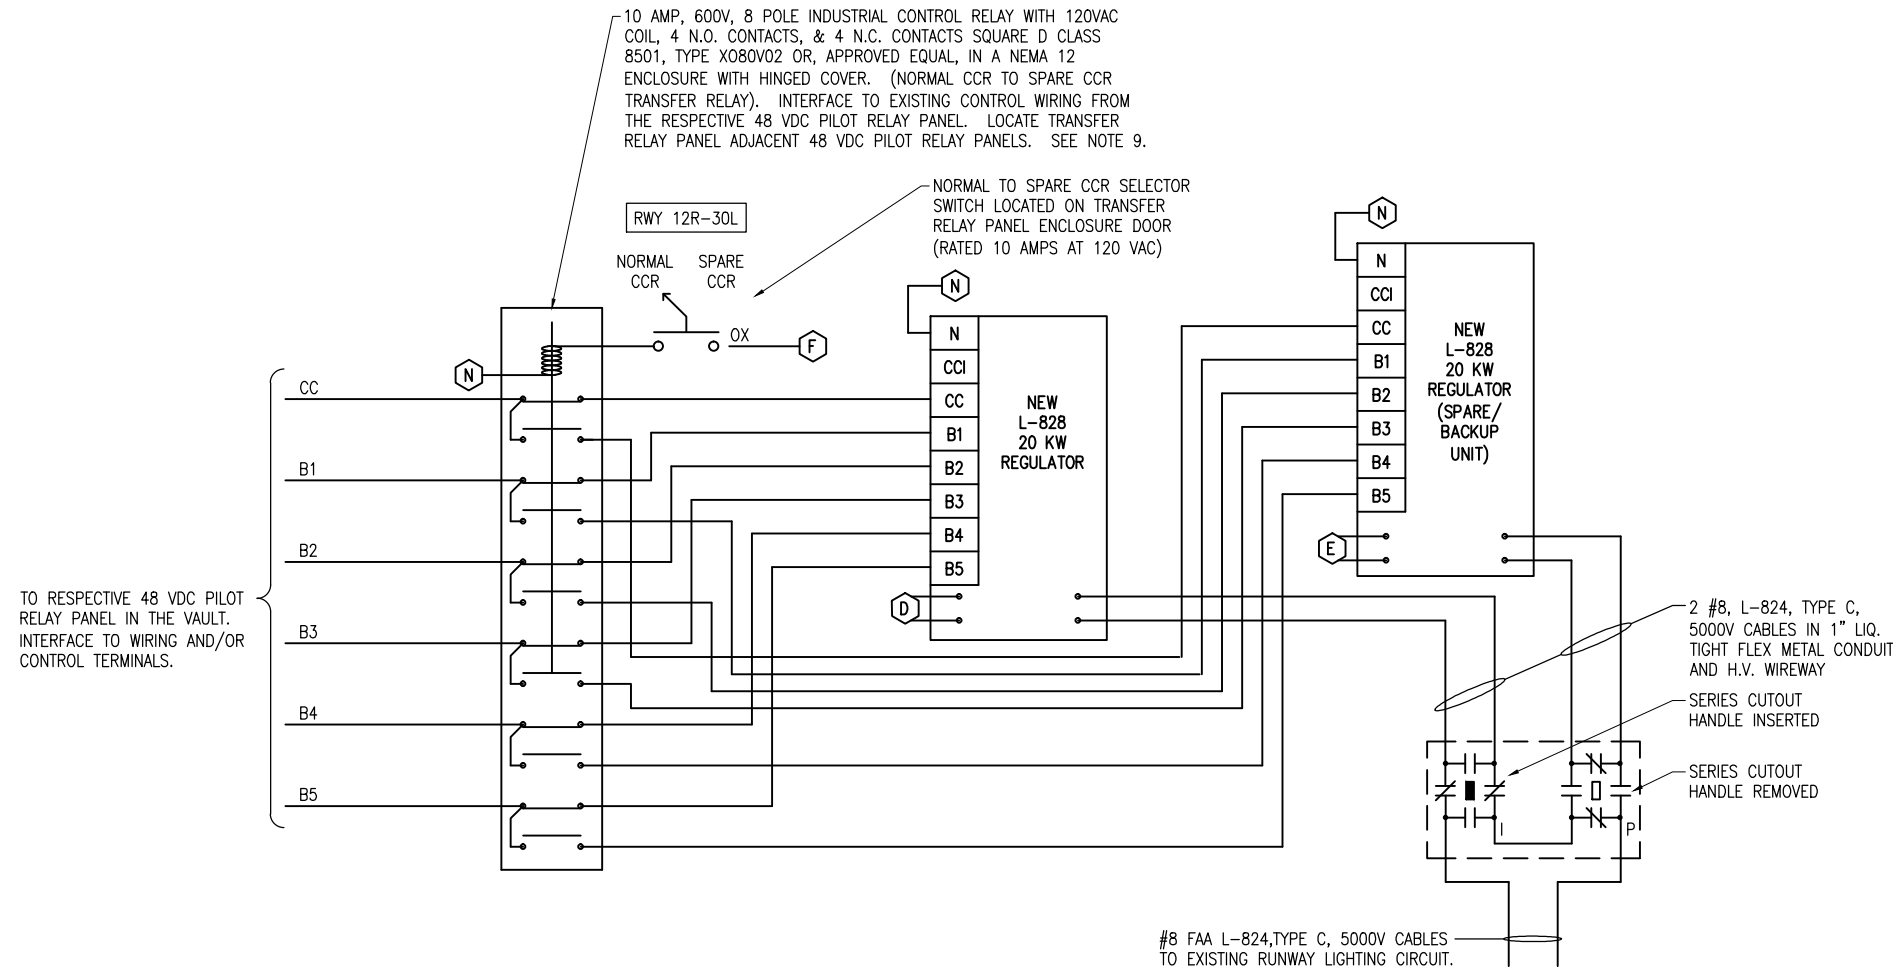 10 AMP, 600V, 8 POLE INDUSTRIAL CONTROL RELAY WITH 120VAC
COIL, 4 N.O. CONTACTS, & 4 N.C. CONTACTS SQUARE D CLASS
8501, TYPE XO80V02 OR, APPROVED EQUAL, IN A NEMA 12
ENCLOSURE WITH HINGED COVER. (NORMAL CCR TO SPARE CCR
TRANSFER RELAY). INTERFACE TO EXISTING CONTROL WIRING FROM
THE RESPECTIVE 48 VDC PILOT RELAY PANEL. LOCATE TRANSFER
RELAY PANEL ADJACENT 48 VDC PILOT RELAY PANELS. SEE NOTE 9.
NORMAL TO SPARE CCR SELECTOR
SWITCH LOCATED ON TRANSFER
RELAY PANEL ENCLOSURE DOOR
(RATED 10 AMPS AT 120 VAC)
RWY 12R-30L
NORMAL
CCR
SPARE
CCR
OX
F
N
CC
B1
B2
B3
B4
B5
TO RESPECTIVE 48 VDC PILOT
RELAY PANEL IN THE VAULT.
INTERFACE TO WIRING AND/OR
CONTROL TERMINALS.
N
N
CCI
CC
B1
B2
B3
B4
B5
NEW
L-828
20 KW
REGULATOR
D
N
N
CCI
CC
B1
B2
B3
B4
B5
NEW
L-828
20 KW
REGULATOR
(SPARE/
BACKUP
UNIT)
E
2 #8, L-824, TYPE C,
5000V CABLES IN 1" LIQ.
TIGHT FLEX METAL CONDUIT
AND H.V. WIREWAY
SERIES CUTOUT
HANDLE INSERTED
SERIES CUTOUT
HANDLE REMOVED
I
P
#8 FAA L-824,TYPE C, 5000V CABLES
TO EXISTING RUNWAY LIGHTING CIRCUIT.